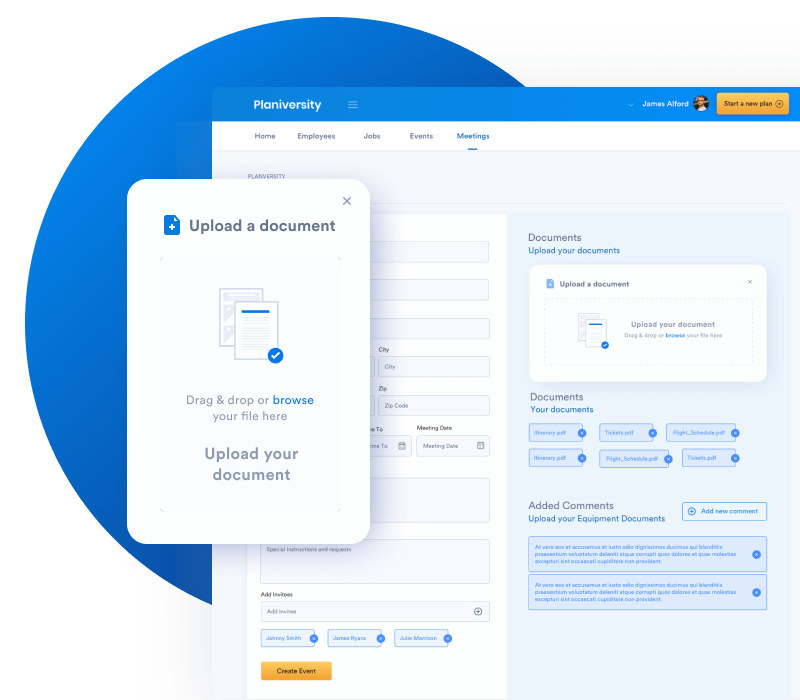 Planiversity
James Alford
Start a new plan
Home
Employees
Jobs
Events
Meetings
PLANIVERSITY
Upload a document
Drag & drop or browse
your file here
Upload your
document
City
City
Zip
Zip Code
Meeting Date
Meeting Date
Special Instructions and requests
Add Invitees
Add Invitee
Johnny Smith
James Ryans
Julie Morrison
Create Event
Documents
Upload your documents
Upload a document
Upload your document
Drag & drop or browse your file here
Documents
Your documents
Itinerary.pdf
Tickets.pdf
Flight_Schedule.pdf
Itinerary.pdf
Flight_Schedule.pdf
Tickets.pdf
Added Comments
Upload your Equipment Documents
Add new comment
At vero eos et accusamus et iusto odio dignissimos ducimus qui blanditiis
praesentium voluptatum deleniti atque corrupti quos dolores et quas molestias
excepturi sint occaecati cupiditate non provident.
At vero eos et accusamus et iusto odio dignissimos ducimus qui blanditiis
praesentium voluptatum deleniti atque corrupti quos dolores et quas molestias
excepturi sint occaecati cupiditate non provident.